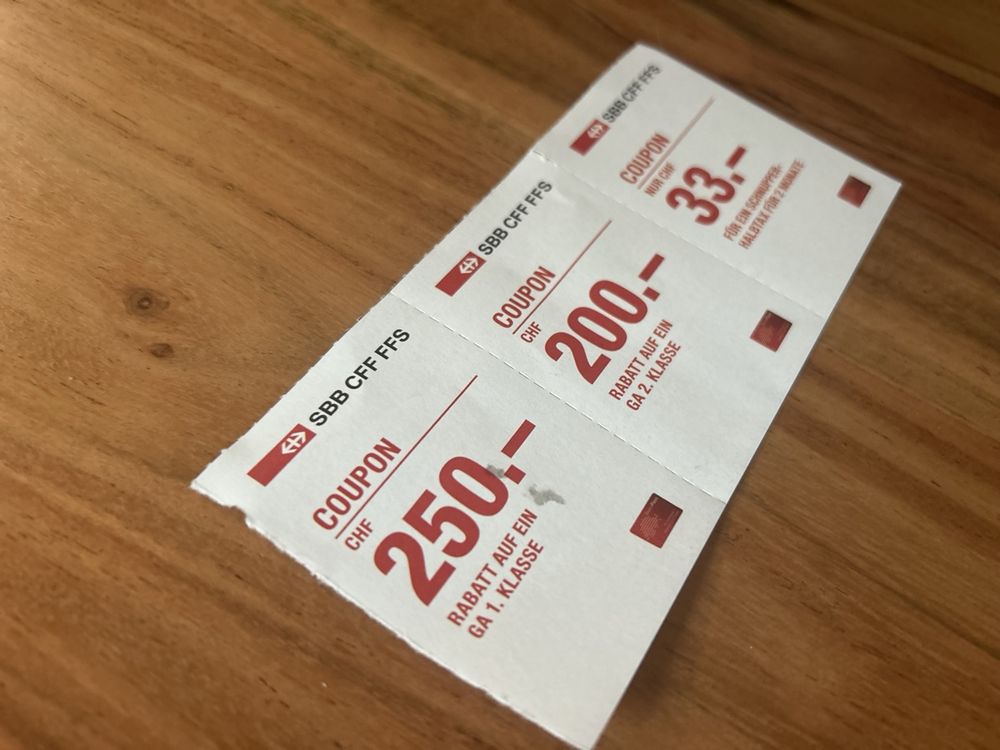 SBB CFF FFS
COUPON
CHF
250.–
RABATT AUF EIN
GA 1. KLASSE
SBB CFF FFS
COUPON
CHF
200.–
RABATT AUF EIN
GA 2. KLASSE
SBB CFF FFS
COUPON
NUR CHF
33.–
FÜR EIN SCHNUPPER-
HALBTAX FÜR 2 MONATE